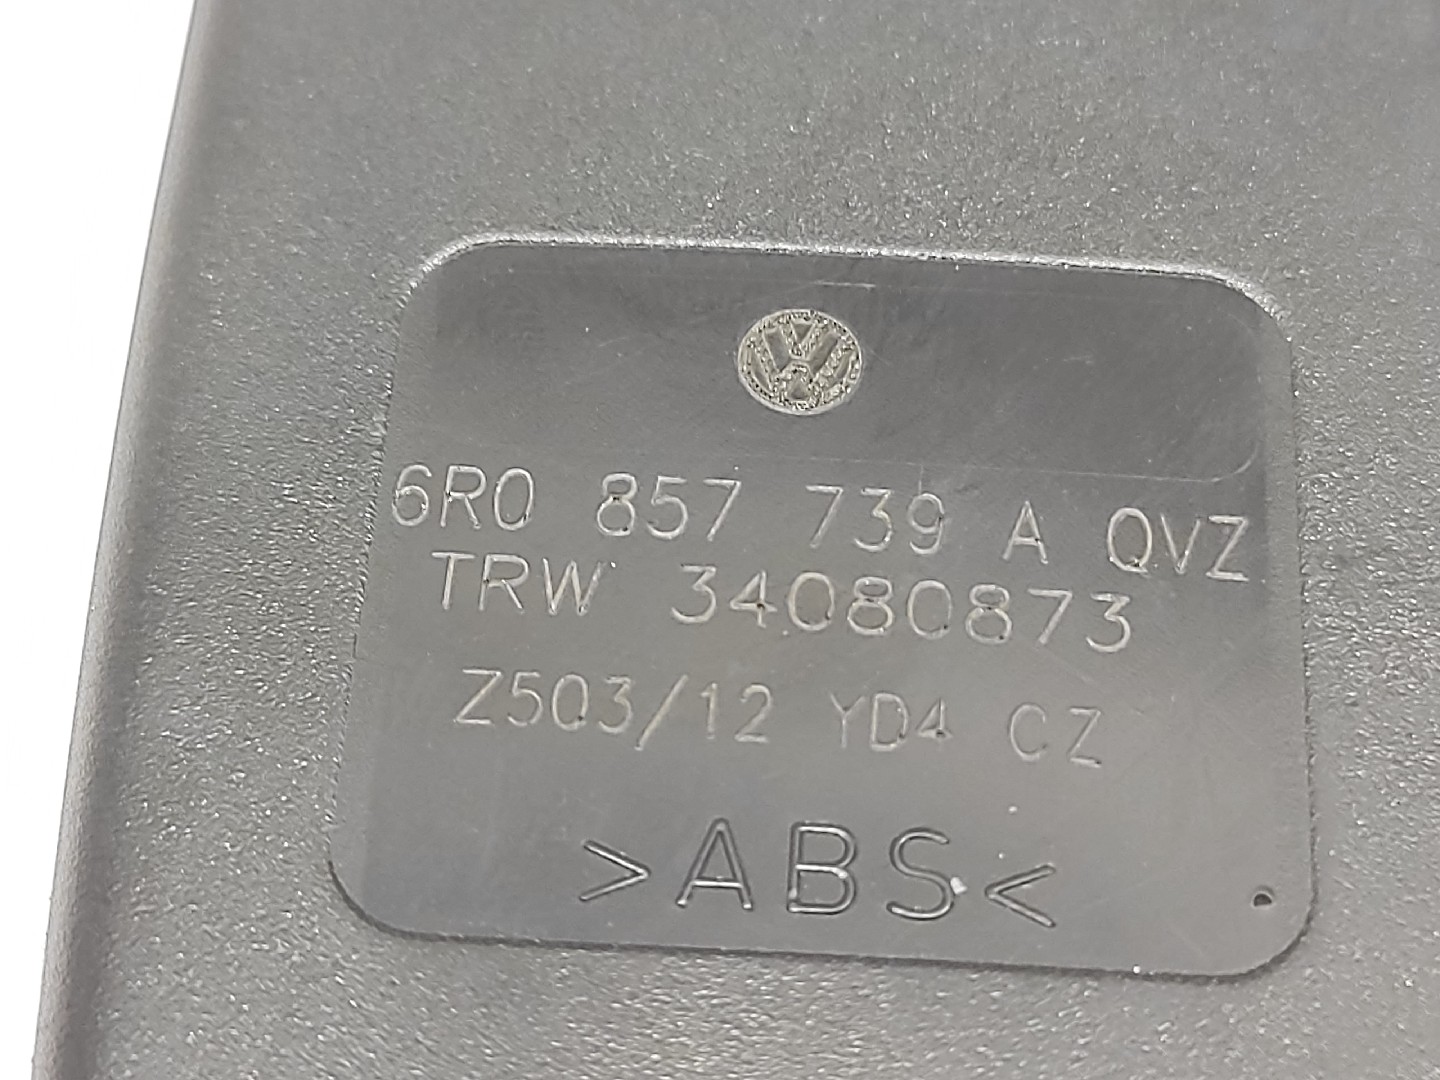 6R0 857 739 A QVZ
TRW 34080873
Z503/12 YD4 CZ
>ABS<